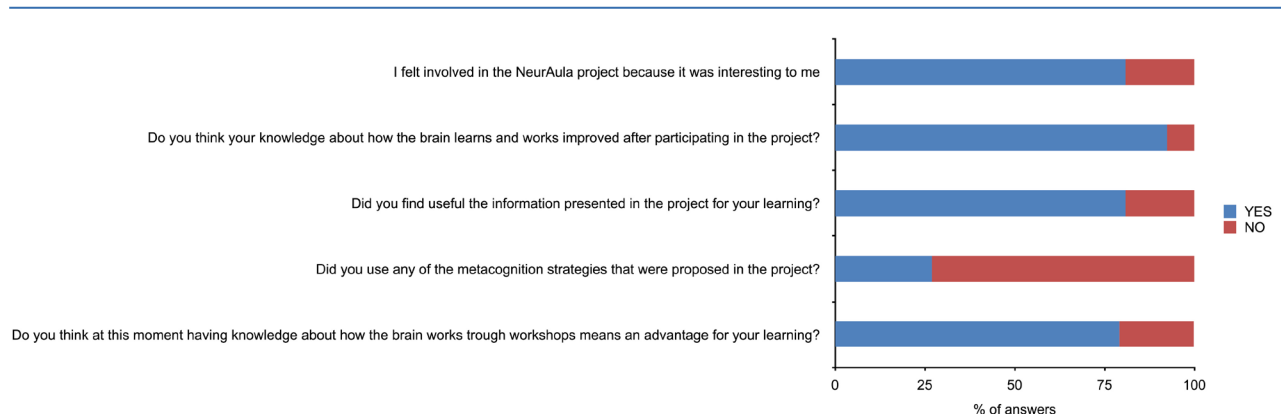 I felt involved in the NeurAula project because it was interesting to me
Do you think your knowledge about how the brain learns and works improved after participating in the project?
Did you find useful the information presented in the project for your learning?
Did you use any of the metacognition strategies that were proposed in the project?
Do you think at this moment having knowledge about how the brain works trough workshops means an advantage for your learning?
YES
NO
0 25 50 75 100
% of answers